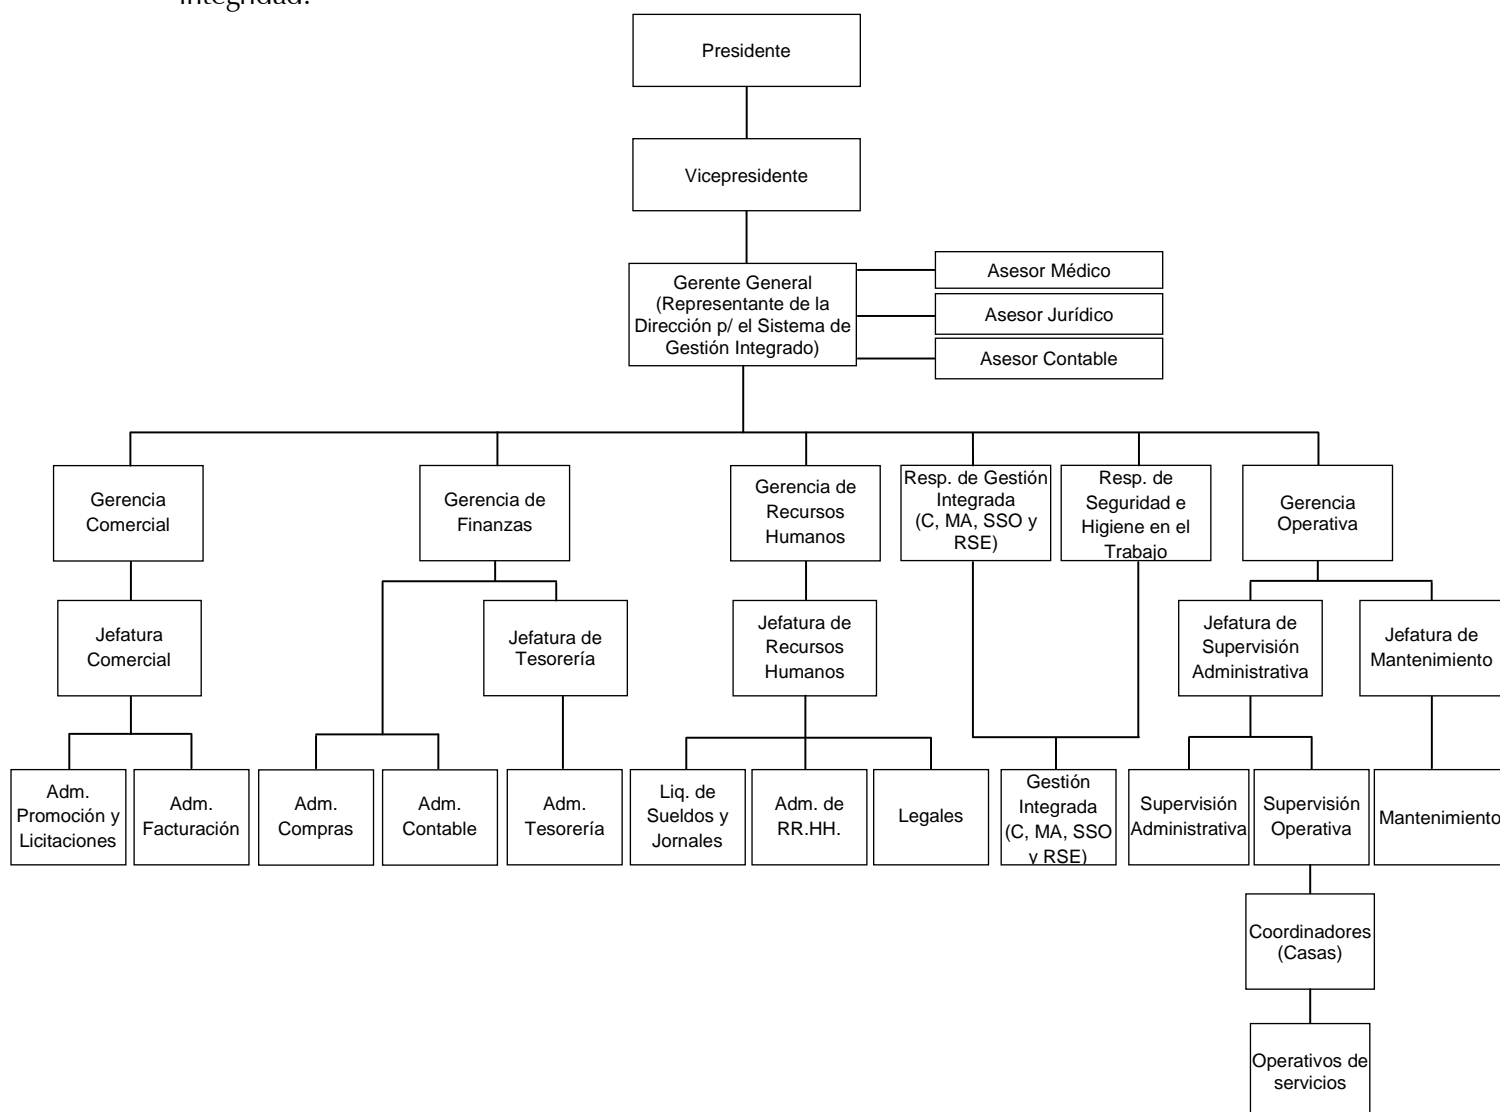 integridad.
Presidente
Vicepresidente
Gerente General
(Representante de la
Dirección p/ el Sistema de
Gestión Integrado)
Asesor Médico
Asesor Jurídico
Asesor Contable
Gerencia
Comercial
Gerencia de
Finanzas
Gerencia de
Recursos
Humanos
Resp. de Gestión
Integrada
(C, MA, SSO y
RSE)
Resp. de
Seguridad e
Higiene en el
Trabajo
Gerencia
Operativa
Jefatura
Comercial
Jefatura de
Tesorería
Jefatura de
Recursos
Humanos
Jefatura de
Supervisión
Administrativa
Jefatura de
Mantenimiento
Adm.
Promoción y
Licitaciones
Adm.
Facturación
Adm.
Compras
Adm.
Contable
Adm.
Tesorería
Liq. de
Sueldos y
Jornales
Adm. de
RR.HH.
Legales
Gestión
Integrada
(C, MA, SSO
y RSE)
Supervisión
Administrativa
Supervisión
Operativa
Mantenimiento
Coordinadores
(Casas)
Operativos de
servicios